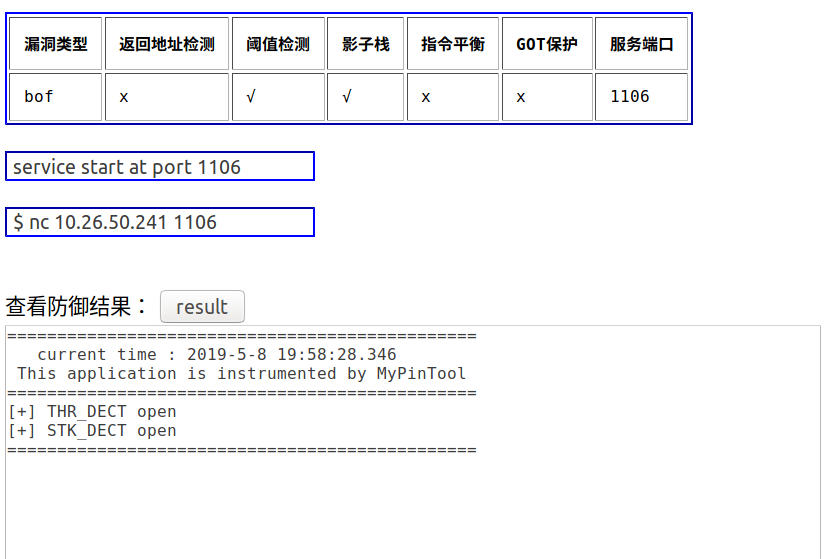 漏洞类型 返回地址检测 阈值检测 影子栈 指令平衡 GOT保护 服务端口
bof x √ √ x x 1106
service start at port 1106
$ nc 10.26.50.241 1106
查看防御结果： result
===============================================
current time : 2019-5-8 19:58:28.346
This application is instrumented by MyPinTool
===============================================
[+] THR_DECT open
[+] STK_DECT open
===============================================